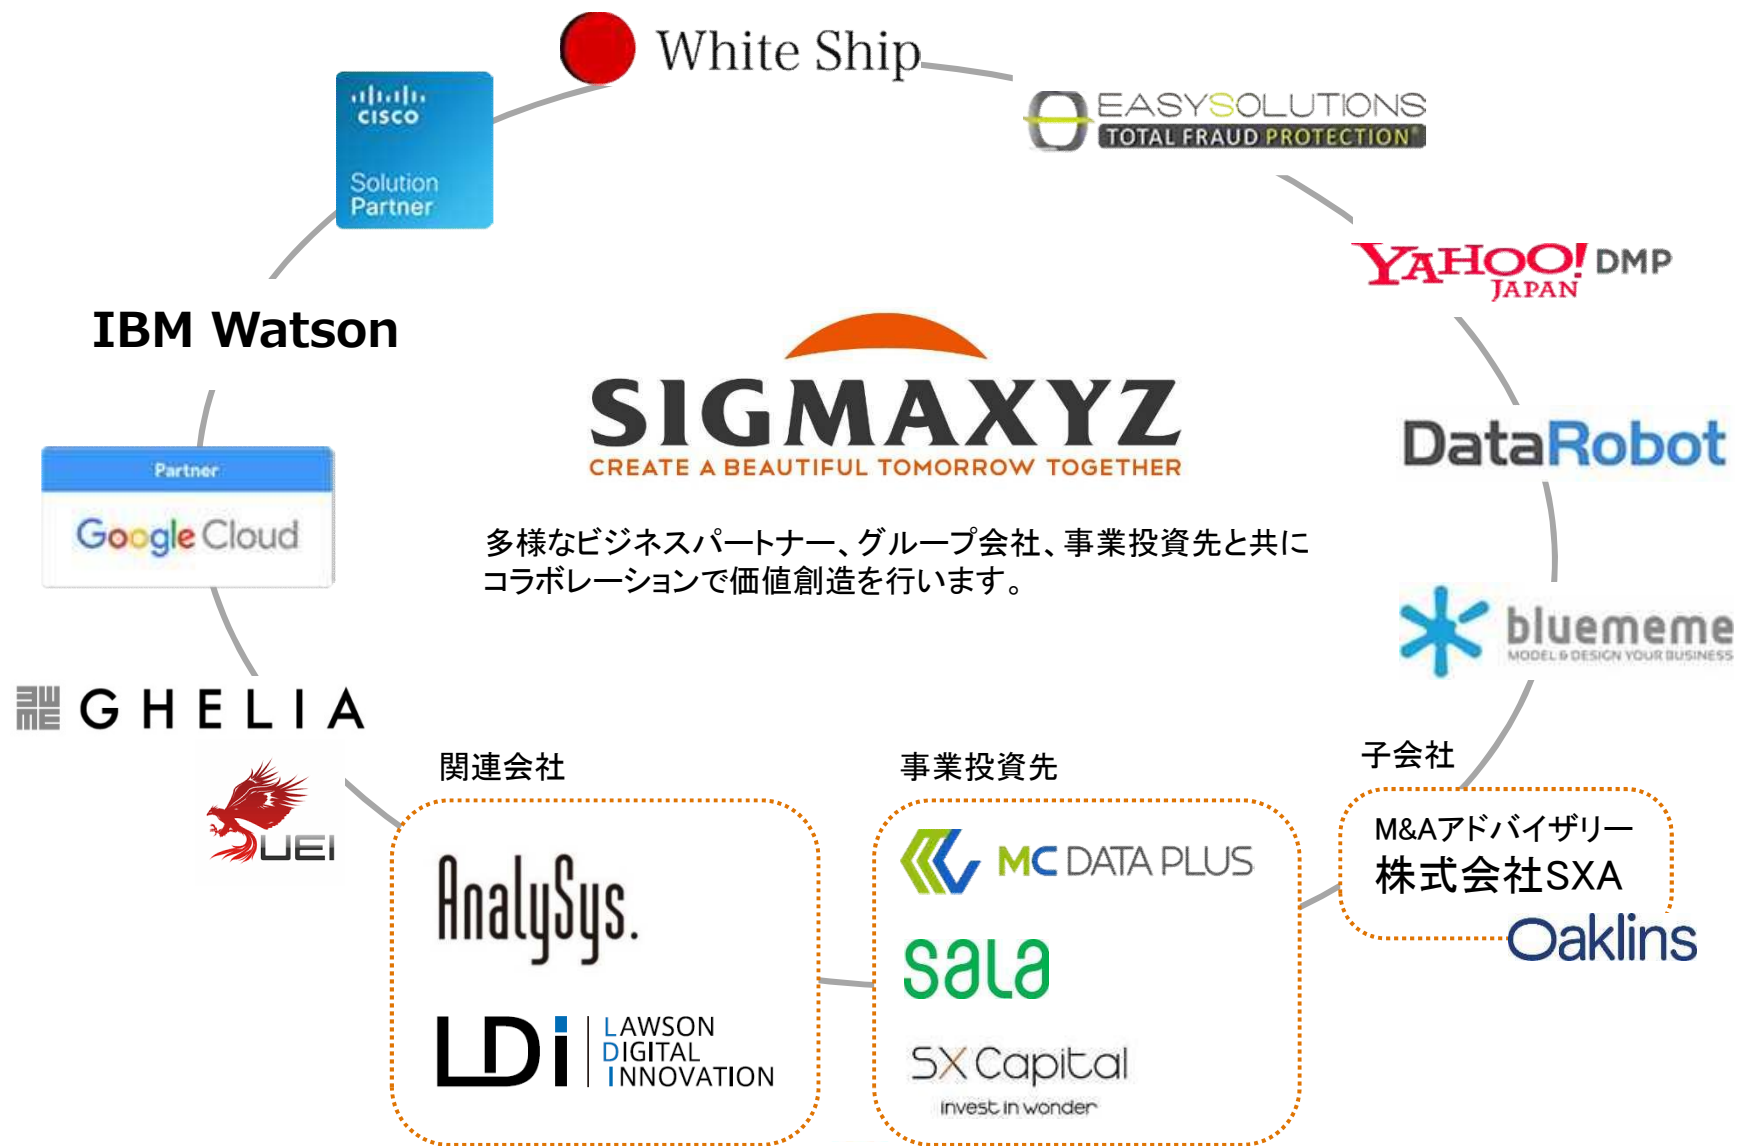 White Ship
CISCO
Solution
Partner
EASYSOLUTIONS
TOTAL FRAUD PROTECTION
YAHOO! DMP
JAPAN
IBM Watson
SIGMAXYZ
CREATE A BEAUTIFUL TOMORROW TOGETHER
DataRobot
Partner
Google Cloud
多様なビジネスパートナー、グループ会社、事業投資先と共に
コラボレーションで価値創造を行います。
bluememe
MODEL & DESIGN YOUR BUSINESS
GHELIA
UEI
関連会社
AnalySys.
LDi
LAWSON
DIGITAL
INNOVATION
事業投資先
MC DATA PLUS
sala
SX Capital
invest in wonder
子会社
M&Aアドバイザリー
株式会社SXA
Oaklins